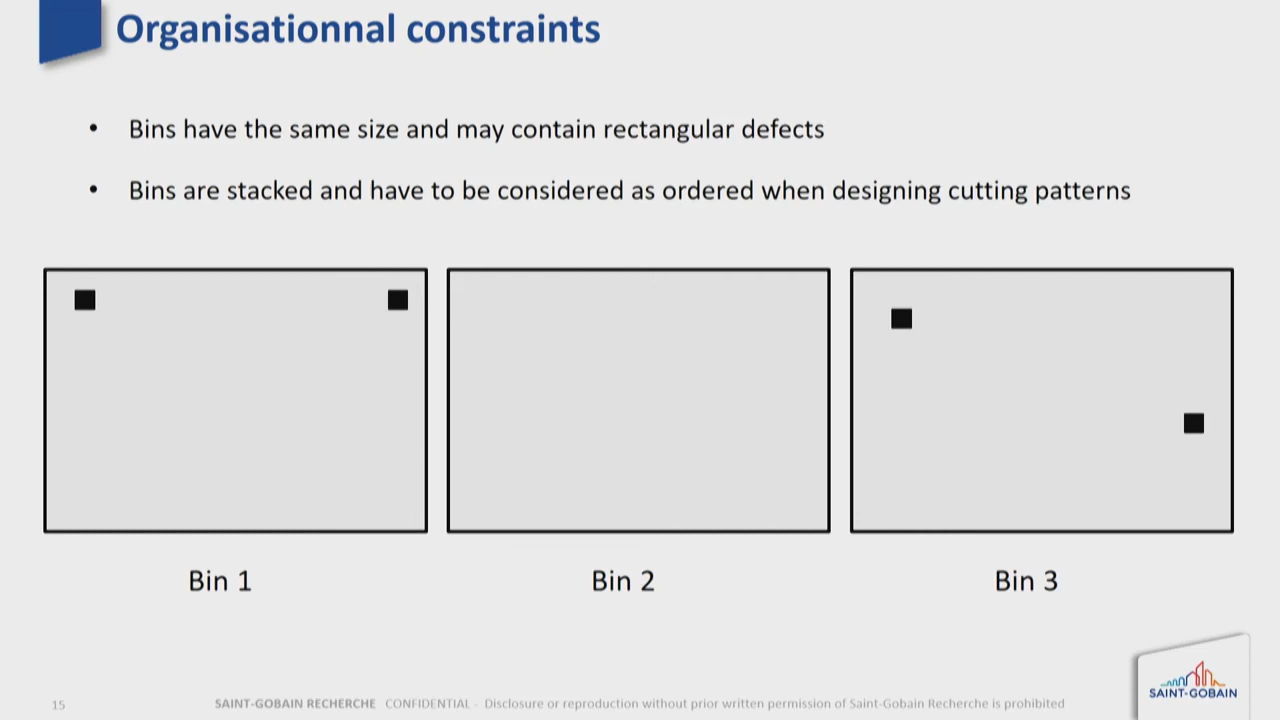 Organisationnal constraints
• Bins have the same size and may contain rectangular defects
• Bins are stacked and have to be considered as ordered when designing cutting patterns
Bin 1
Bin 2
Bin 3
SAINT-GOBAIN
15
SAINT-GOBAIN RECHERCHE CONFIDENTIAL - Disclosure or reproduction without prior written permission of Saint-Gobain Recherche is prohibited